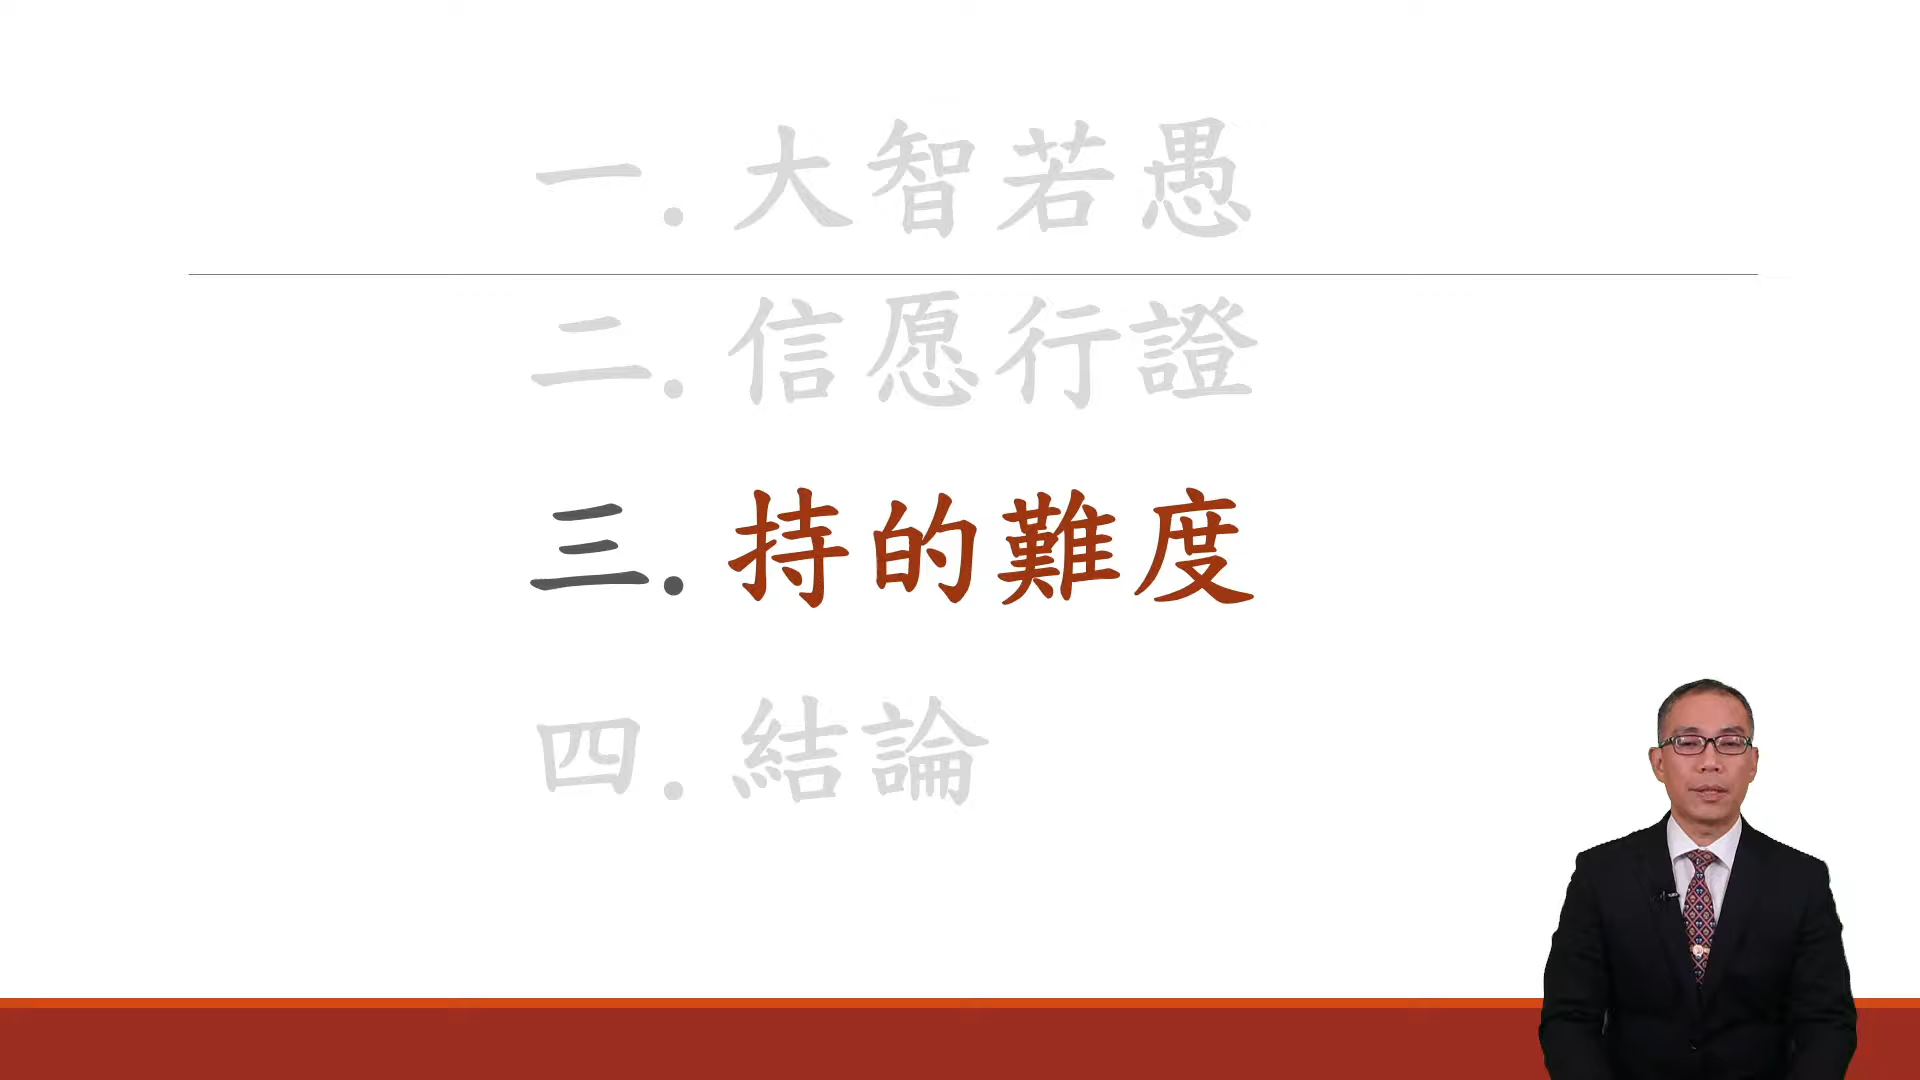 一. 大智若愚
二. 信愿行證
三. 持的難度
四. 結論